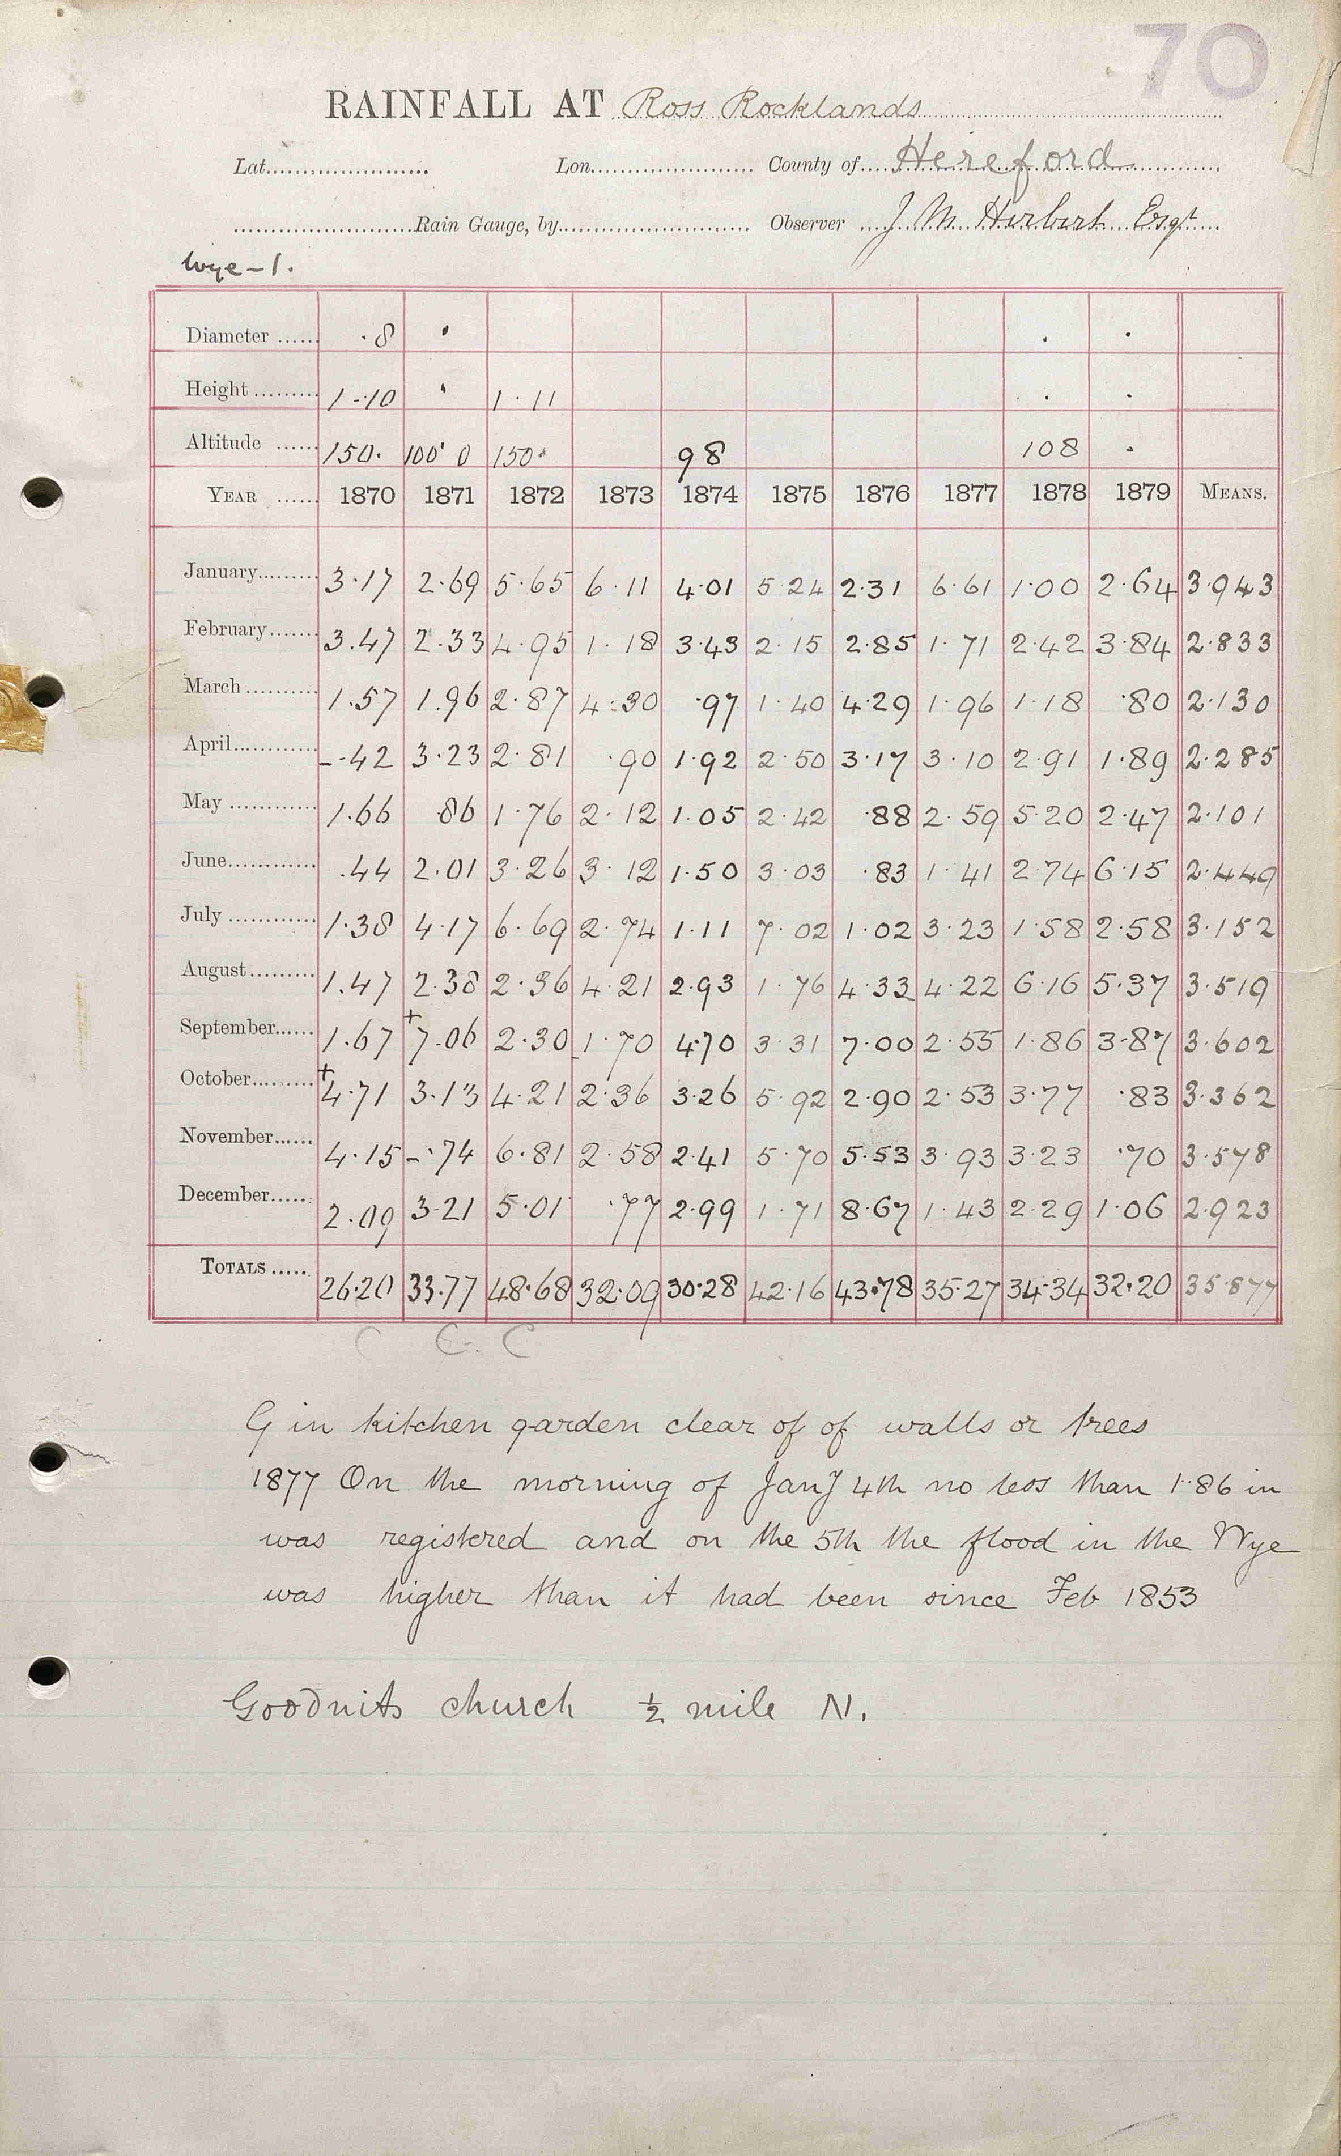 70
RAINFALL AT Ross Rocklands
Lat. Lon. County of Hereford
Rain Gauge, by Observer J M Herbert Esqr
Wye - 1.
Diameter ·8 · · ·
Height 1-10 · 1·11 · ·
Altitude 150· 100' 0 150· 98 108 ·
YEAR 1870 1871 1872 1873 1874 1875 1876 1877 1878 1879 MEANS.
January 3·17 2·69 5·65 6·11 4·01 5·24 2·31 6·61 1·00 2·64 3·943
February 3.47 2·33 4·95 1·18 3·43 2·15 2·85 1·71 2·42 3·84 2·833
March 1.57 1.96 2·87 4·30 ·97 1·40 4·29 1·96 1·18 ·80 2·130
April -·42 3·23 2·81 ·90 1·92 2·50 3·17 3·10 2·91 1·89 2·285
May 1.66 ·86 1·76 2·12 1·05 2·42 ·88 2·59 5·20 2·47 2·101
June .44 2.01 3·26 3·12 1·50 3·03 ·83 1·41 2·74 6·15 2·449
July 1·38 4·17 6·69 2·74 1·11 7·02 1·02 3·23 1·58 2·58 3·152
August 1.47 2·38 2·36 4·21 2·93 1·76 4·33 4·22 6·16 5·37 3·519
September 1.67 +7·06 2·30 1·70 4·70 3·31 7·00 2·55 1·86 3·87 3·602
October +4·71 3·13 4·21 2·36 3·26 5·92 2·90 2·53 3·77 ·83 3·362
November 4·15 -·74 6·81 2·58 2·41 5·70 5·53 3·93 3·23 ·70 3·578
December 2·09 3·21 5·01 ·77 2·99 1·71 8·67 1·43 2·29 1·06 2·923
TOTALS 26·20 33·77 48·68 32·09 30·28 42·16 43·78 35·27 34·34 32·20 35·877
C C. C
G in kitchen garden clear of of walls or trees
1877 On the morning of Jany 4th no less than 1·86 in
was registered and on the 5th the flood in the Wye
was higher than it had been since Feb 1853
Goodrits church ½ mile N.